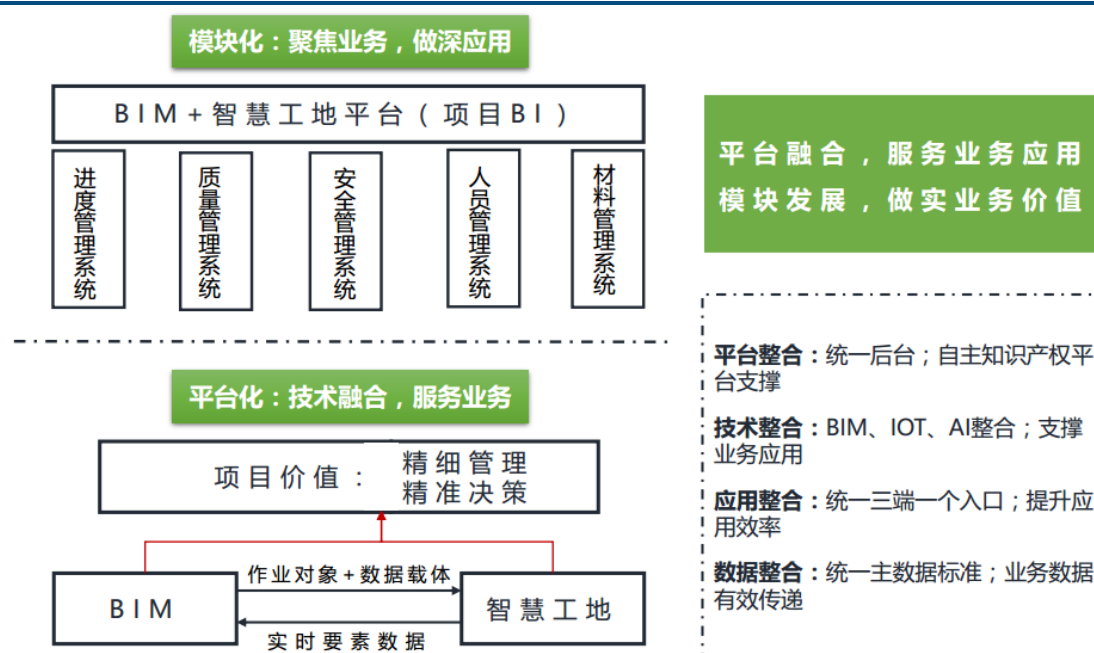 模块化：聚焦业务，做深应用
BIM+智慧工地平台（项目BI）
进度管理系统
质量管理系统
安全管理系统
人员管理系统
材料管理系统
平台化：技术融合，服务业务
项目价值：
精细管理
精准决策
作业对象+数据载体
BIM
智慧工地
实时要素数据
平台融合，服务业务应用
模块发展，做实业务价值
平台整合：统一后台；自主知识产权平
台支撑
技术整合：BIM、IOT、AI整合；支撑
业务应用
应用整合：统一三端一个入口；提升应
用效率
数据整合：统一主数据标准；业务数据
有效传递